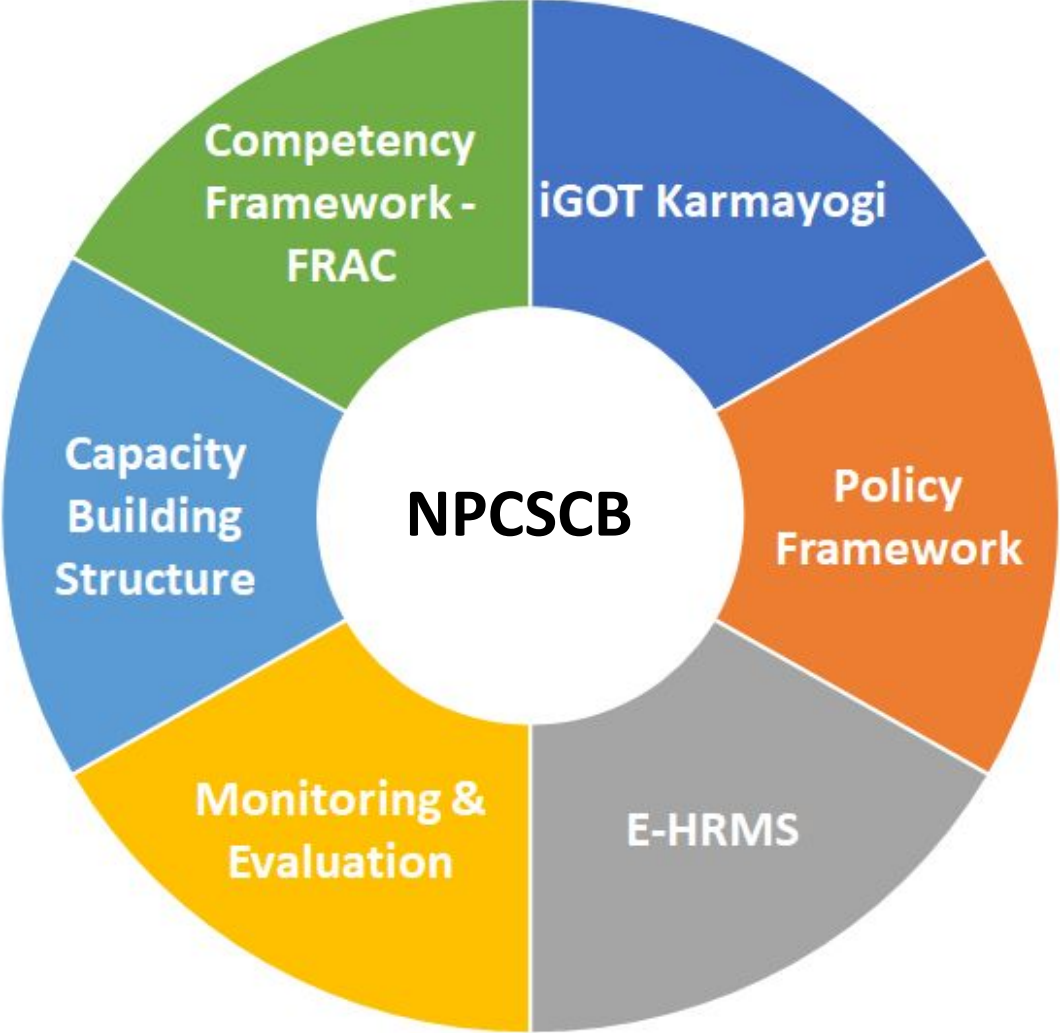 Competency
Framework -
FRAC
iGOT Karmayogi
Capacity
Building
Structure
NPCSCB
Policy
Framework
Monitoring &
Evaluation
E-HRMS